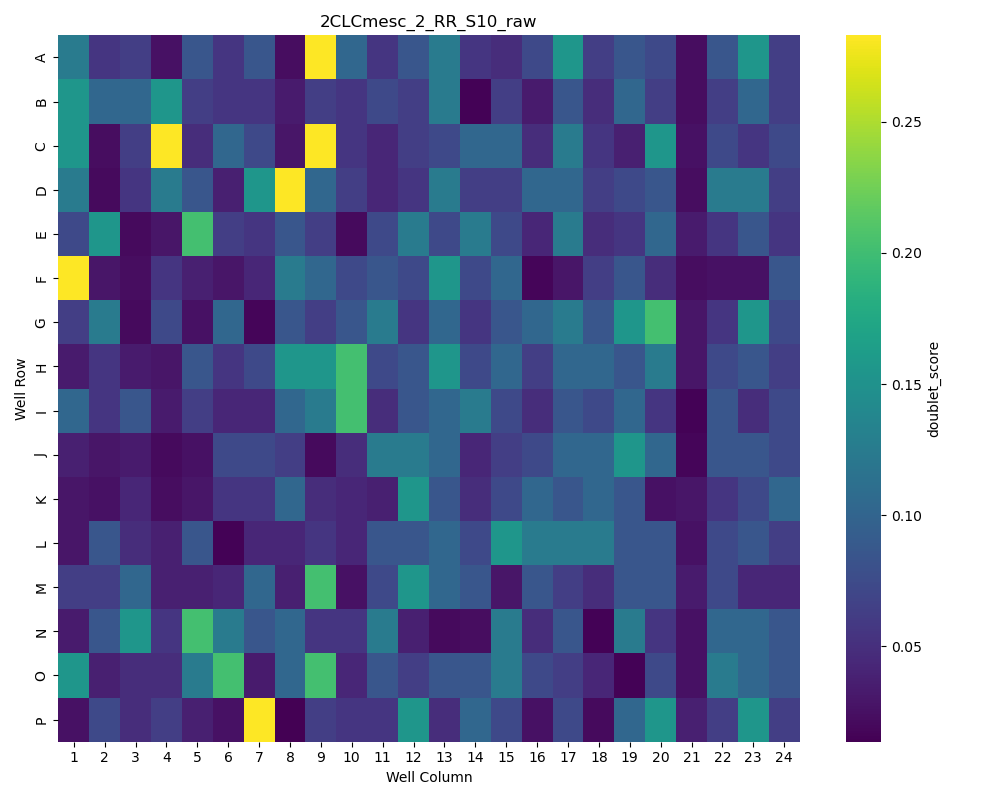 2CLCmesc_2_RR_S10_raw
A
B
C
D
E
F
G
H
I
J
K
L
M
N
O
P
Well Row
1 2 3 4 5 6 7 8 9 10 11 12 13 14 15 16 17 18 19 20 21 22 23 24
Well Column
0.25
0.20
0.15
0.10
0.05
doublet_score